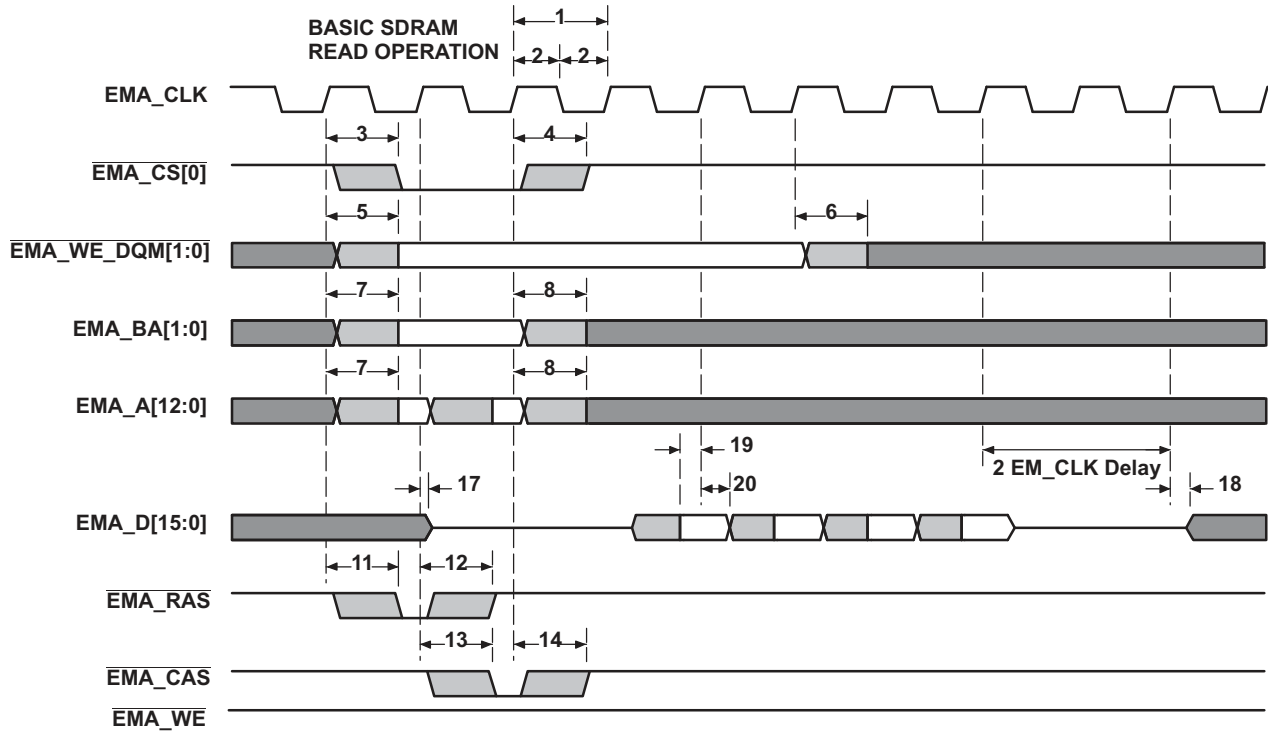 BASIC SDRAM
READ OPERATION
1
2 2
EMA_CLK
3 4
EMA_CS[0]
5 6
EMA_WE_DQM[1:0]
7 8
EMA_BA[1:0]
7 8
EMA_A[12:0]
19
2 EM_CLK Delay
17 20 18
EMA_D[15:0]
11 12
EMA_RAS
13 14
EMA_CAS
EMA_WE